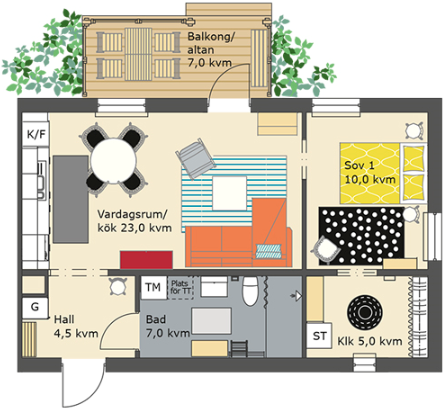 Balkong/
altan
7,0 kvm
K/F
Sov 1
10,0 kvm
Vardagsrum/
kök 23,0 kvm
TM
Plats
för TT
G
Hall
4,5 kvm
Bad
7,0 kvm
ST
Klk 5,0 kvm